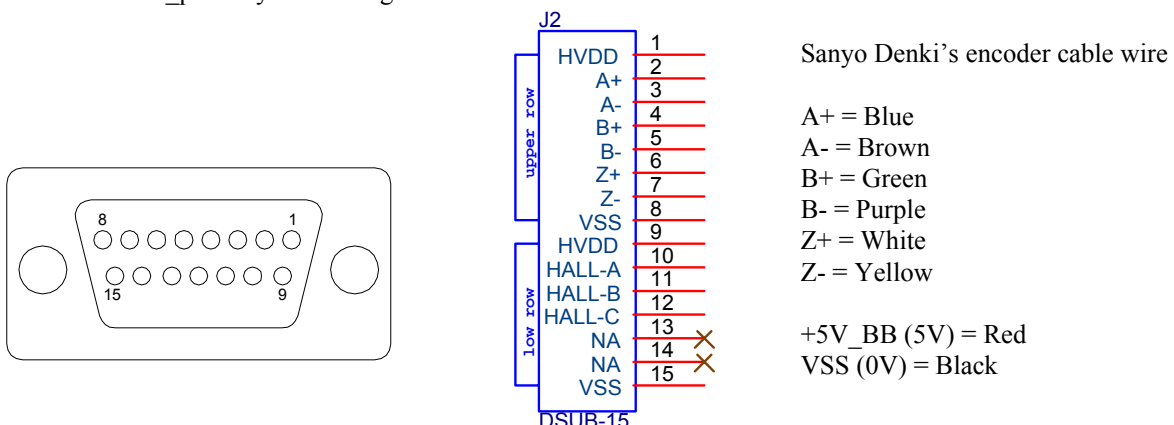 J2
HVDD 1
A+ 2
A- 3
B+ 4
B- 5
Z+ 6
Z- 7
VSS 8
HVDD 9
HALL-A 10
HALL-B 11
HALL-C 12
NA 13
NA 14
VSS 15
upper row
low row
DSUB-15
8 1
15 9
Sanyo Denki’s encoder cable wire
A+ = Blue
A- = Brown
B+ = Green
B- = Purple
Z+ = White
Z- = Yellow
+5V_BB (5V) = Red
VSS (0V) = Black